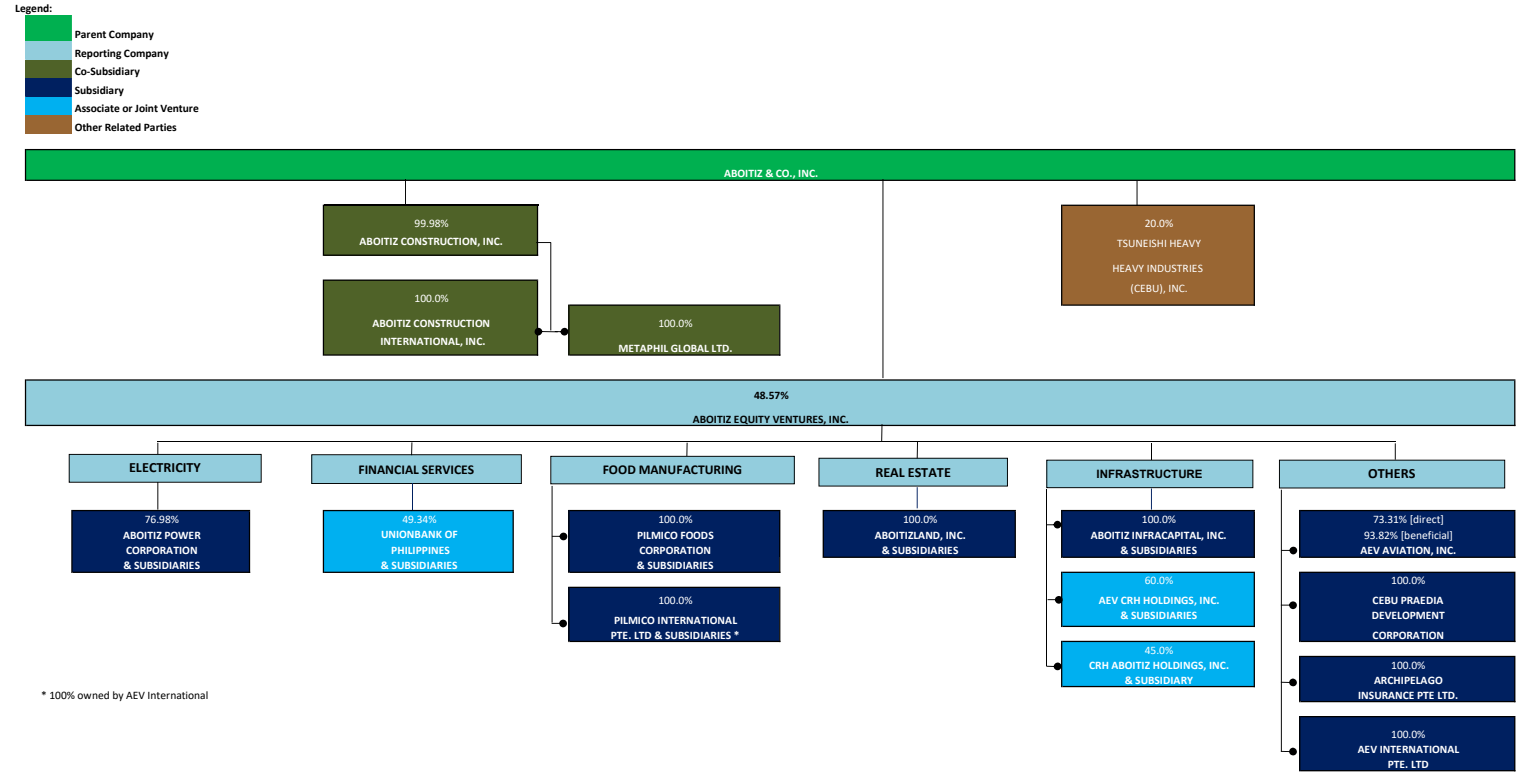 Legend:
Parent Company
Reporting Company
Co-Subsidiary
Subsidiary
Associate or Joint Venture
Other Related Parties
ABOITIZ & CO., INC.
99.98%
ABOITIZ CONSTRUCTION, INC.
100.0%
ABOITIZ CONSTRUCTION
INTERNATIONAL, INC.
100.0%
METAPHIL GLOBAL LTD.
20.0%
TSUNEISHI HEAVY
HEAVY INDUSTRIES
(CEBU), INC.
48.57%
ABOITIZ EQUITY VENTURES, INC.
ELECTRICITY
76.98%
ABOITIZ POWER
CORPORATION
& SUBSIDIARIES
FINANCIAL SERVICES
49.34%
UNIONBANK OF
PHILIPPINES
& SUBSIDIARIES
FOOD MANUFACTURING
100.0%
PILMICO FOODS
CORPORATION
& SUBSIDIARIES
100.0%
PILMICO INTERNATIONAL
PTE. LTD & SUBSIDIARIES *
REAL ESTATE
100.0%
ABOITIZLAND, INC.
& SUBSIDIARIES
INFRASTRUCTURE
100.0%
ABOITIZ INFRACAPITAL, INC.
& SUBSIDIARIES
60.0%
AEV CRH HOLDINGS, INC.
& SUBSIDIARIES
45.0%
CRH ABOITIZ HOLDINGS, INC.
& SUBSIDIARY
OTHERS
73.31% [direct]
93.82% [beneficial]
AEV AVIATION, INC.
100.0%
CEBU PRAEDIA
DEVELOPMENT
CORPORATION
100.0%
ARCHIPELAGO
INSURANCE PTE LTD.
100.0%
AEV INTERNATIONAL
PTE. LTD
* 100% owned by AEV International